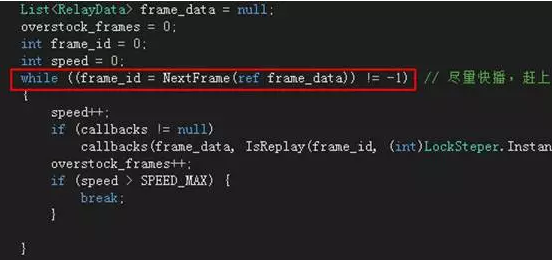 List<RelayData> frame_data = null;
overstock_frames = 0;
int frame_id = 0;
int speed = 0;
while ((frame_id = NextFrame(ref frame_data)) != -1) // 尽量快播，赶上
{
speed++;
if (callbacks != null)
callbacks(frame_data, IsReplay(frame_id, (int)LockSteper.Instan
overstock_frames++;
if (speed > SPEED_MAX) {
break;
}
}